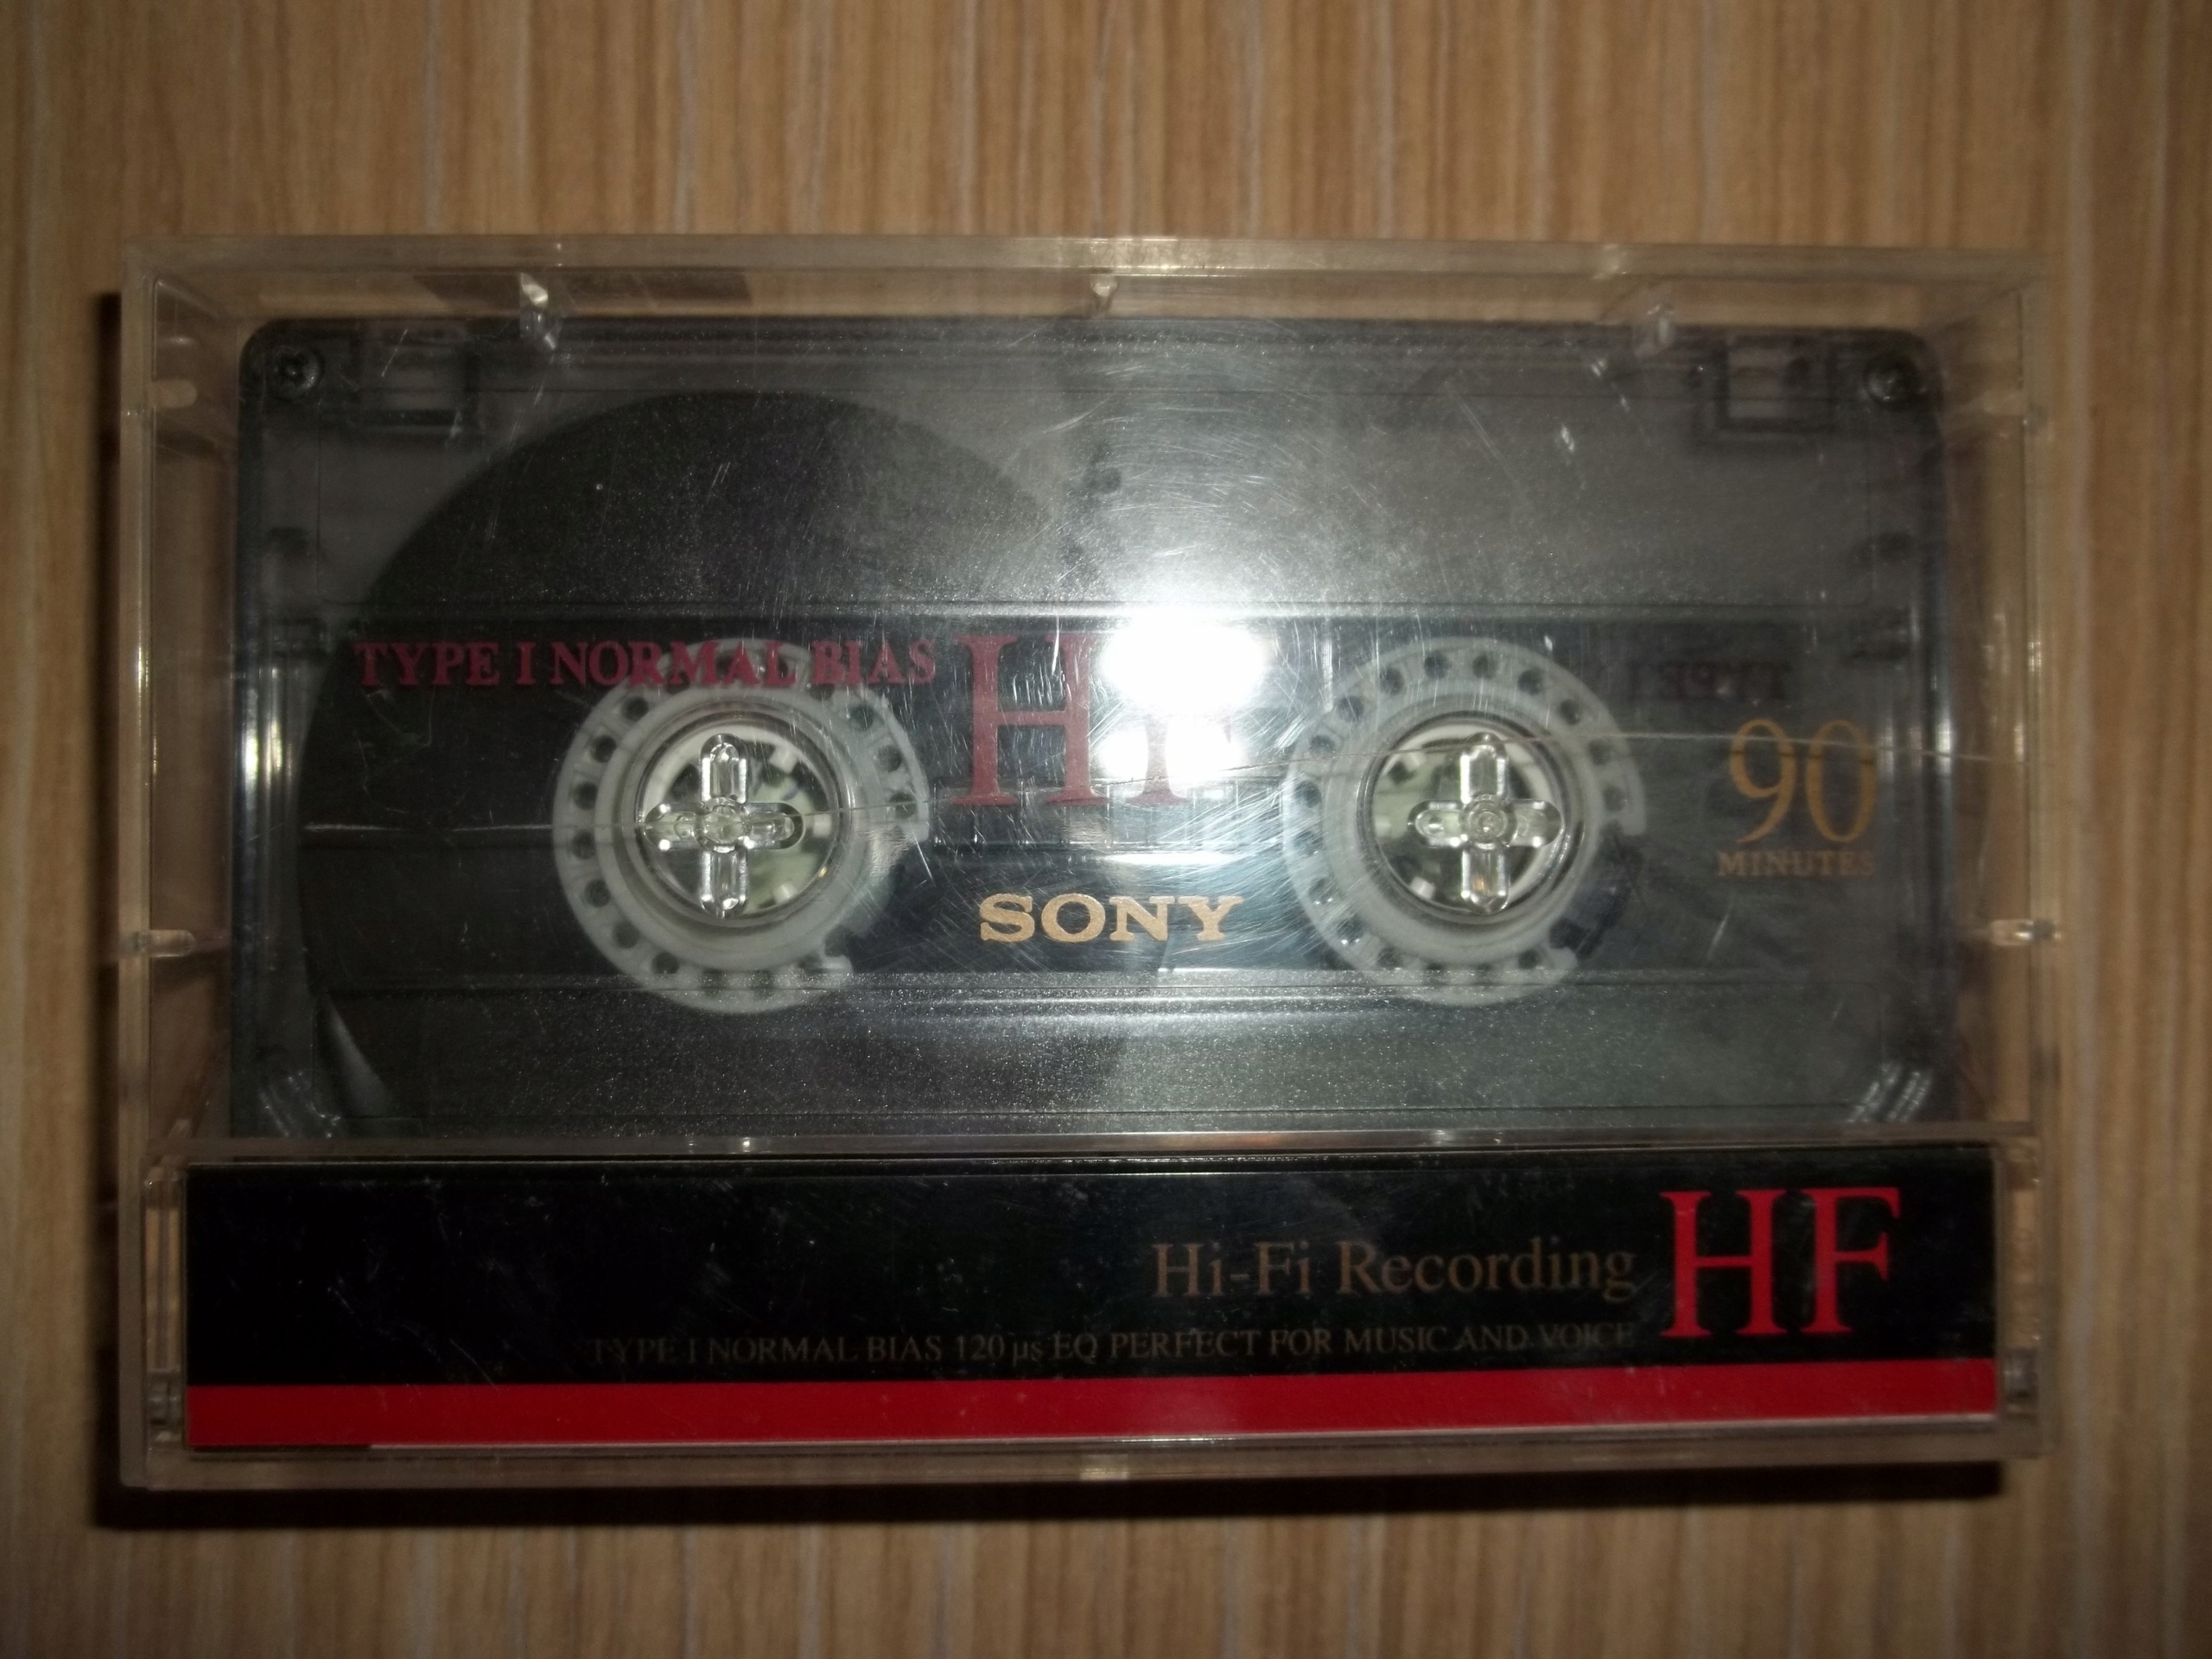 TYPE I NORMAL BIAS
HF
TYPE I
90
MINUTES
SONY
Hi-Fi Recording
HF
TYPE I NORMAL BIAS 120 µs EQ PERFECT FOR MUSIC AND VOICE